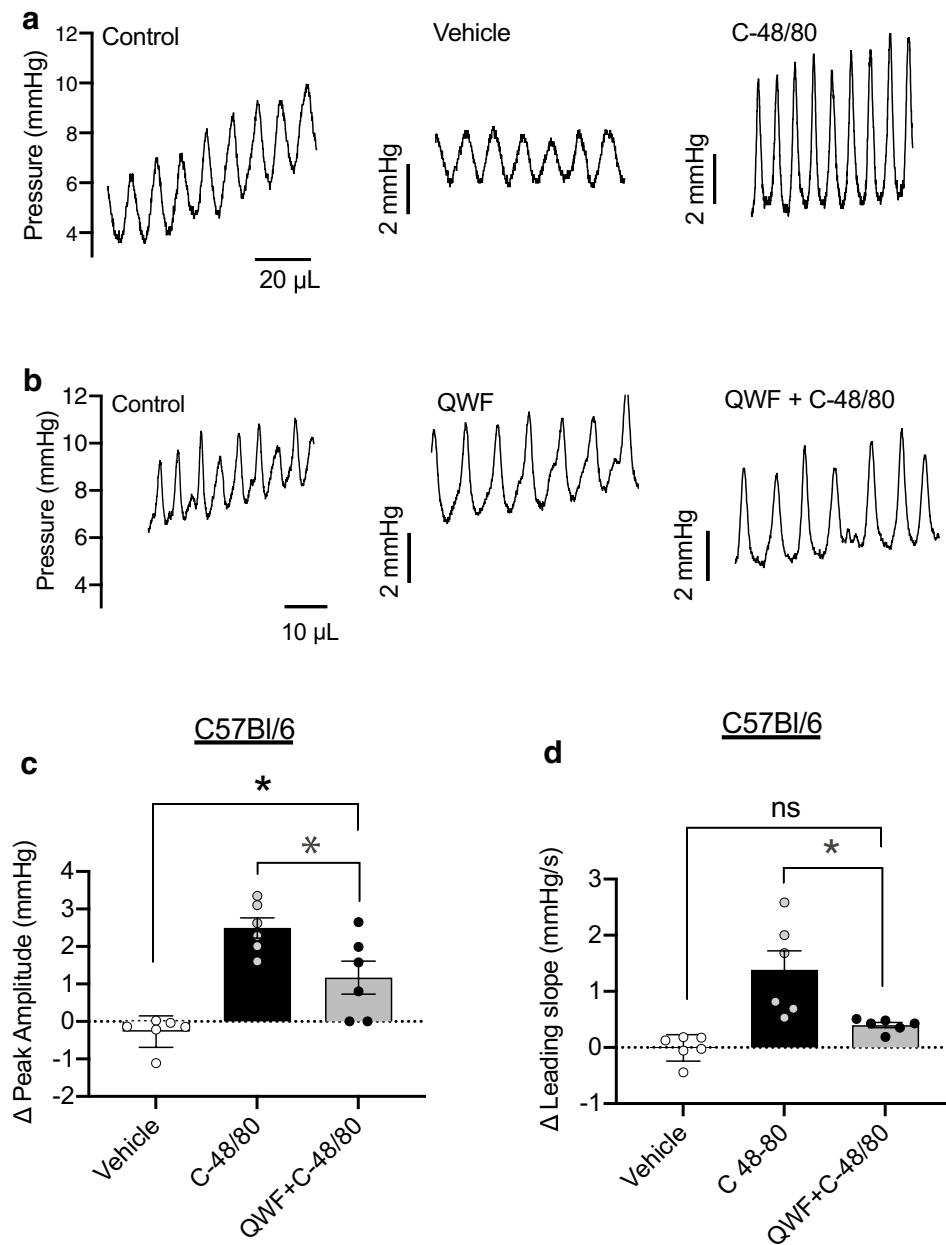 a
Control
Vehicle
C-48/80
Pressure (mmHg)
12
10
8
6
4
2 mmHg
2 mmHg
20 µL
b
Control
QWF
QWF + C-48/80
Pressure (mmHg)
12
10
8
6
4
2 mmHg
2 mmHg
10 µL
C57Bl/6
c
*
*
Δ Peak Amplitude (mmHg)
4
3
2
1
0
-1
-2
Vehicle
C-48/80
QWF+C-48/80
C57Bl/6
d
ns
*
Δ Leading slope (mmHg/s)
3
2
1
0
-1
Vehicle
C 48-80
QWF+C-48/80